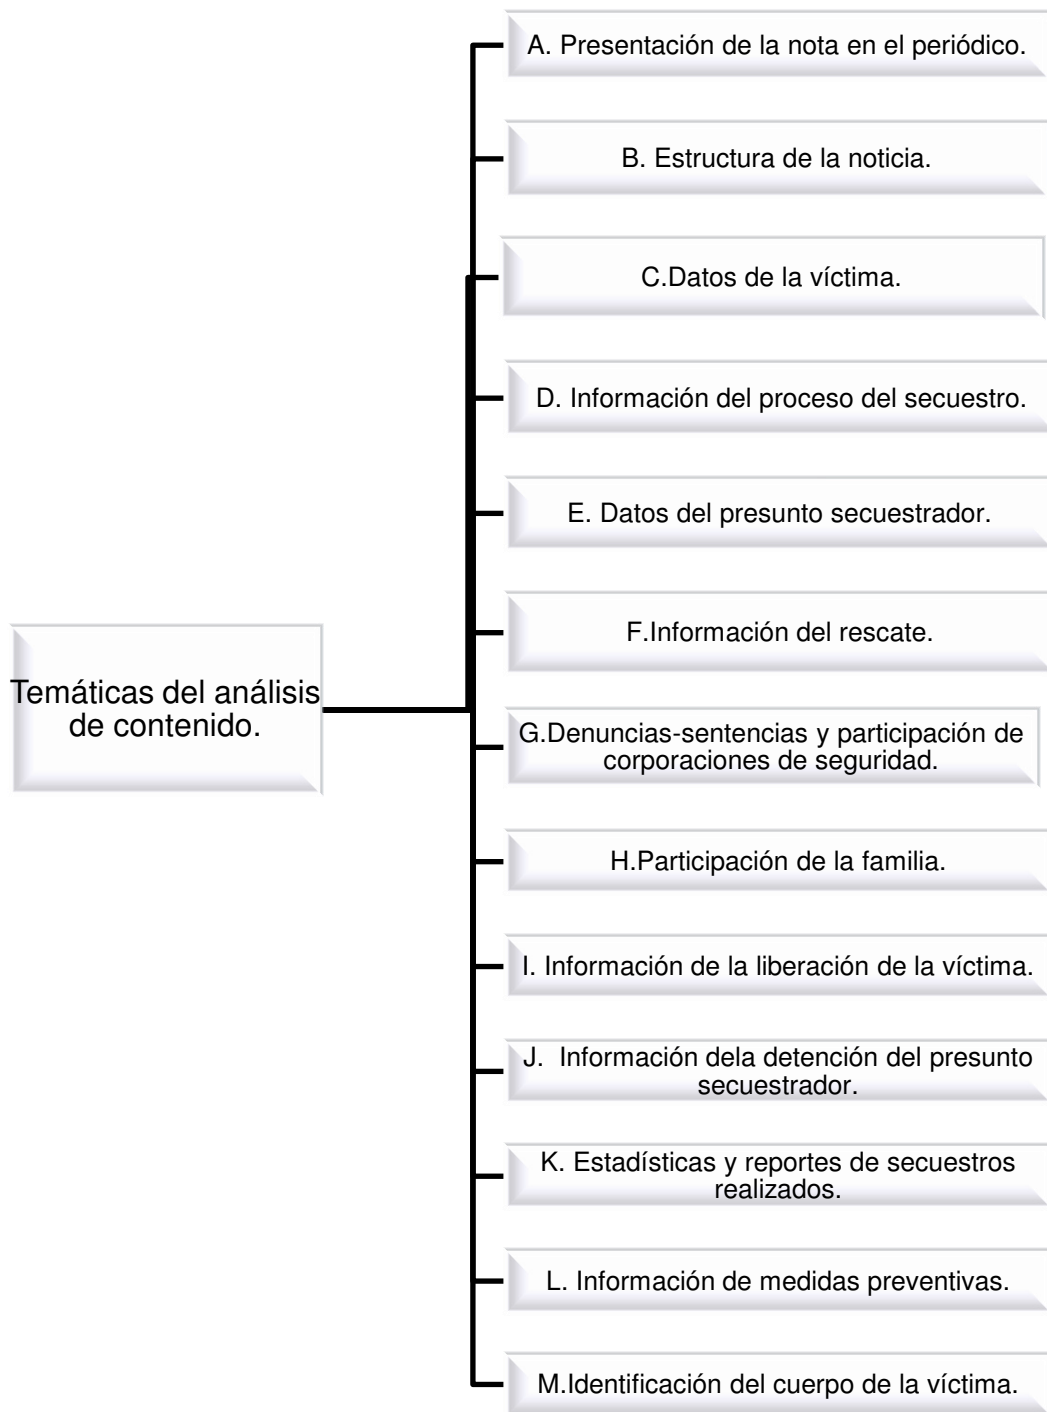 A. Presentación de la nota en el periódico.
B. Estructura de la noticia.
C.Datos de la víctima.
D. Información del proceso del secuestro.
E. Datos del presunto secuestrador.
F.Información del rescate.
Temáticas del análisis
de contenido.
G.Denuncias-sentencias y participación de
corporaciones de seguridad.
H.Participación de la familia.
I. Información de la liberación de la víctima.
J.  Información dela detención del presunto
secuestrador.
K. Estadísticas y reportes de secuestros
realizados.
L. Información de medidas preventivas.
M.Identificación del cuerpo de la víctima.